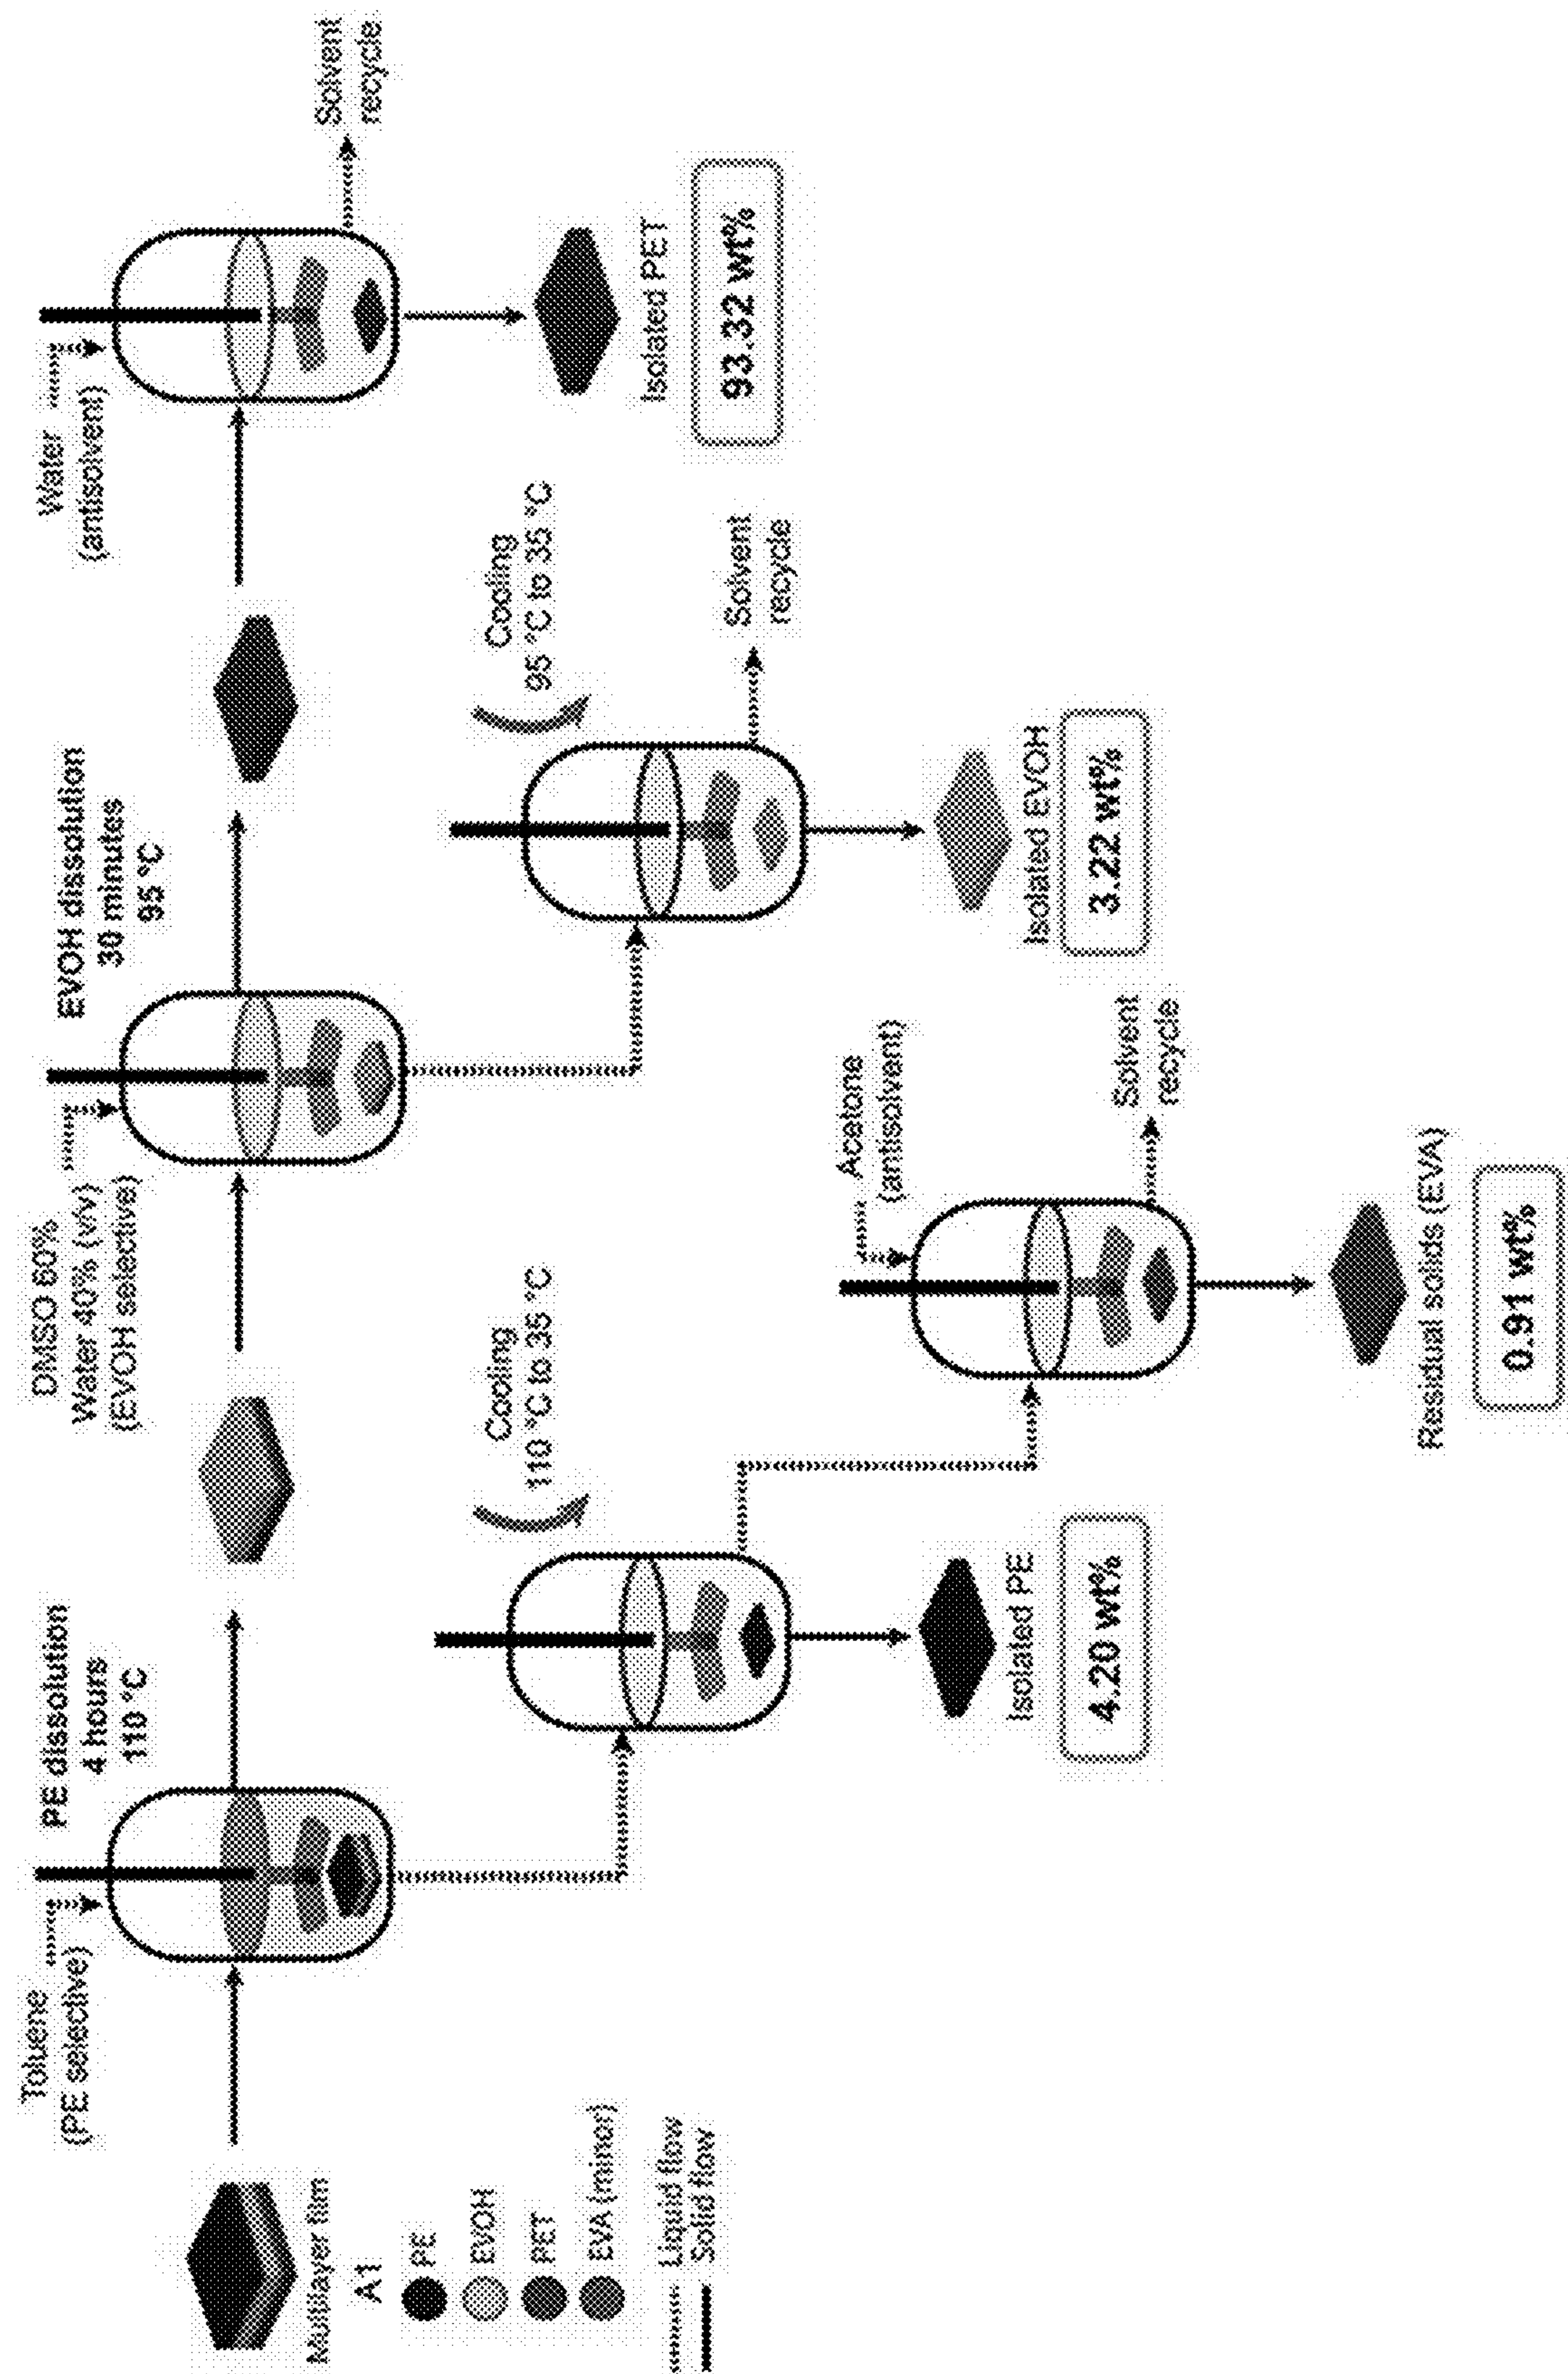 Toluene
(PE selective)
PE dissolution
4 hours
110 °C
DMSO 60%
Water 40% (v/v)
(EVOH selective)
EVOH dissolution
30 minutes
95 °C
Water
(antisolvent)
Solvent
recycle
Multilayer film
A1
PE
EVOH
PET
EVA (minor)
Liquid flow
Solid flow
Cooling
110 °C to 35 °C
Cooling
95 °C to 35 °C
Isolated PET
93.32 wt%
Solvent
recycle
Isolated PE
4.20 wt%
Acetone
(antisolvent)
Solvent
recycle
Isolated EVOH
3.22 wt%
Residual solids (EVA)
0.91 wt%